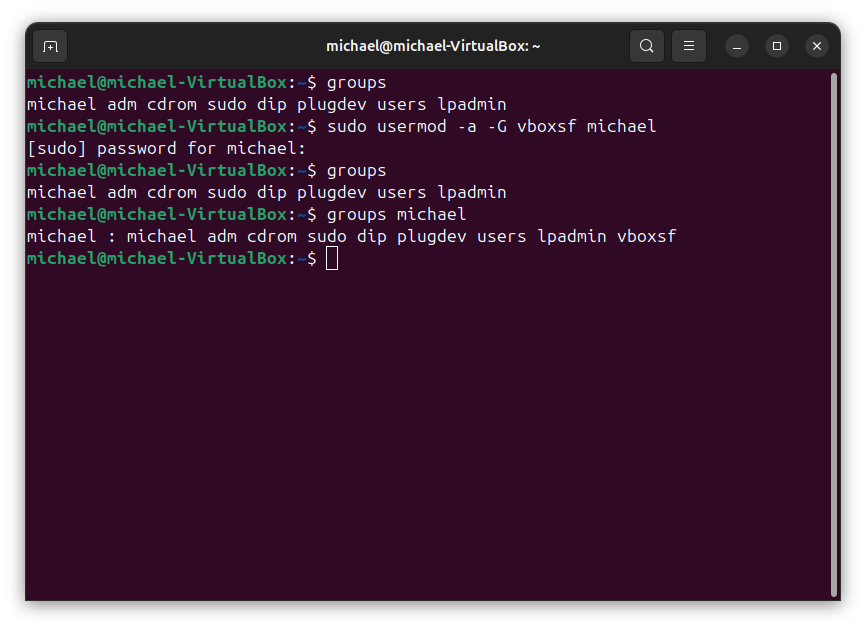 michael@michael-VirtualBox: ~
michael@michael-VirtualBox:~$ groups
michael adm cdrom sudo dip plugdev users lpadmin
michael@michael-VirtualBox:~$ sudo usermod -a -G vboxsf michael
[sudo] password for michael:
michael@michael-VirtualBox:~$ groups
michael adm cdrom sudo dip plugdev users lpadmin
michael@michael-VirtualBox:~$ groups michael
michael : michael adm cdrom sudo dip plugdev users lpadmin vboxsf
michael@michael-VirtualBox:~$